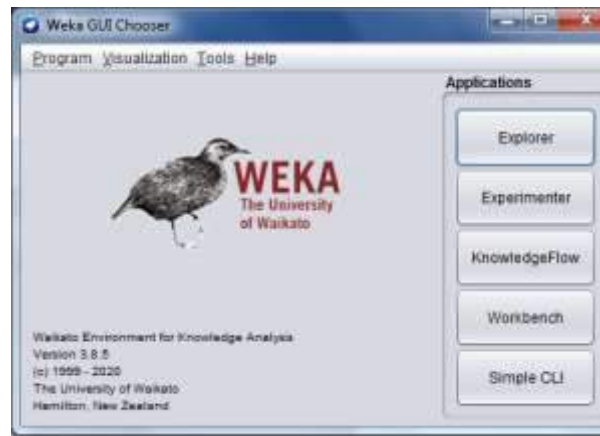 Weka GUI Chooser
Program Visualization Tools Help
Applications
Explorer
Experimenter
KnowledgeFlow
Workbench
Simple CLI
WEKA
The University
of Waikato
Waikato Environment for Knowledge Analysis
Version 3.8.5
(c) 1999 - 2020
The University of Waikato
Hamilton, New Zealand